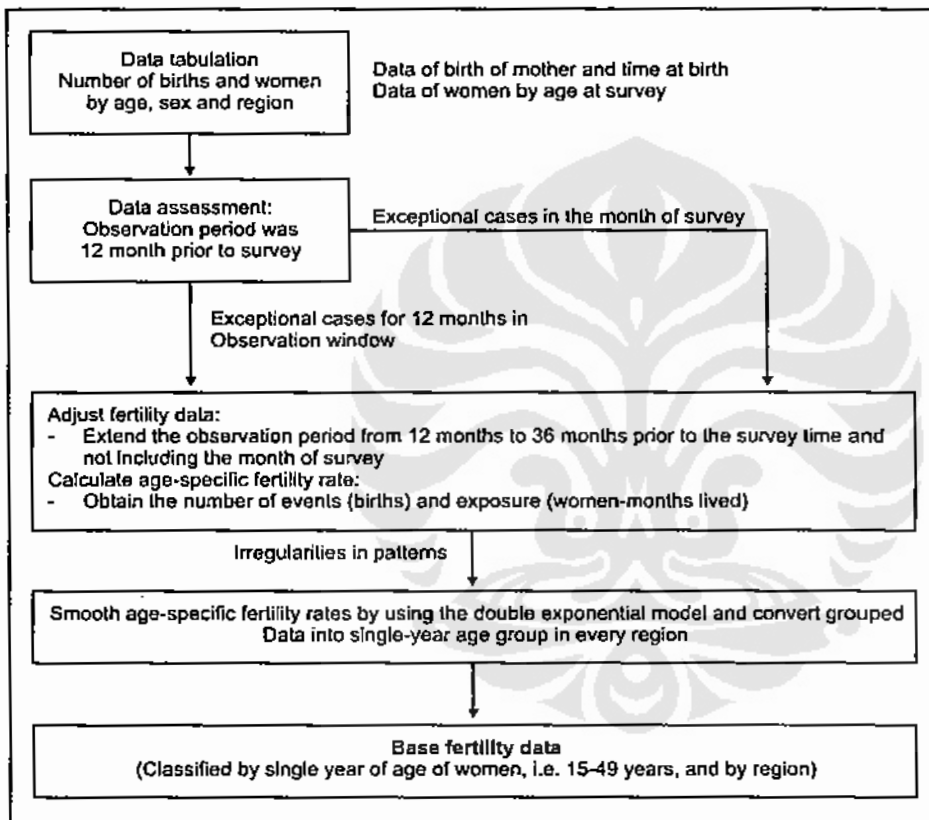 Data tabulation
Number of births and women
by age, sex and region
Data of birth of mother and time at birth
Data of women by age at survey
Data assessment:
Observation period was
12 month prior to survey
Exceptional cases in the month of survey
Exceptional cases for 12 months in
Observation window
Adjust fertility data:
- Extend the observation period from 12 months to 36 months prior to the survey time and
not including the month of survey
Calculate age-specific fertility rate:
- Obtain the number of events (births) and exposure (women-months lived)
Irregularities in patterns
Smooth age-specific fertility rates by using the double exponential model and convert grouped
Data into single-year age group in every region
Base fertility data
(Classified by single year of age of women, i.e. 15-49 years, and by region)